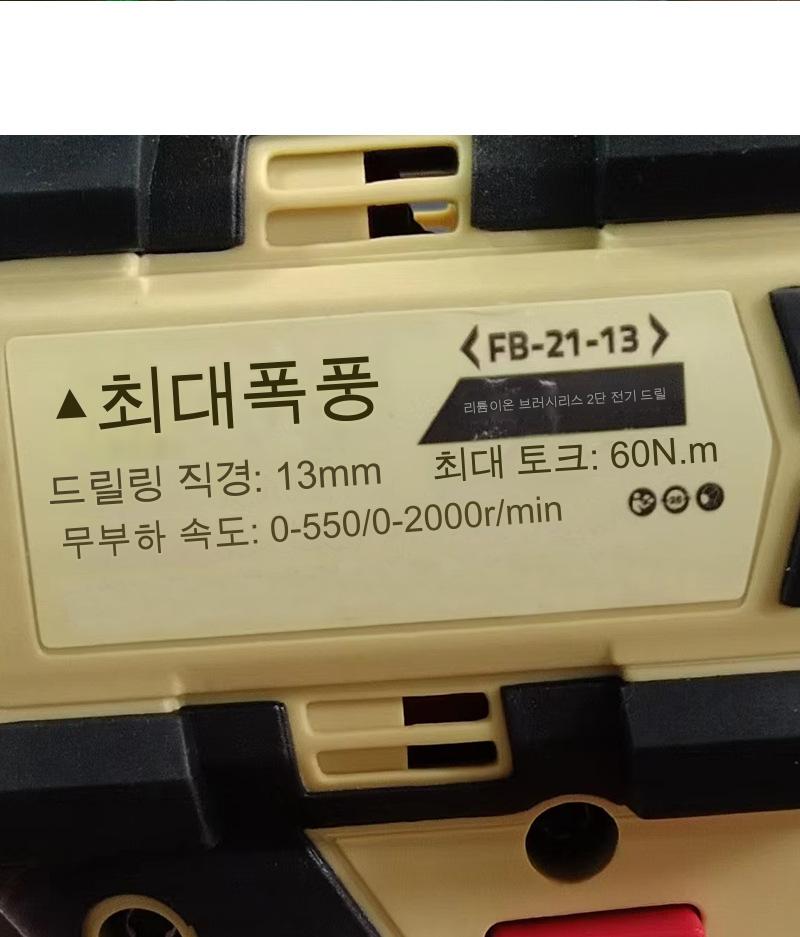 ▲최대폭풍
<FB-21-13>
리튬이온 브러시리스 2단 전기 드릴
드릴링 직경: 13mm
최대 토크: 60N.m
무부하 속도: 0-550/0-2000r/min